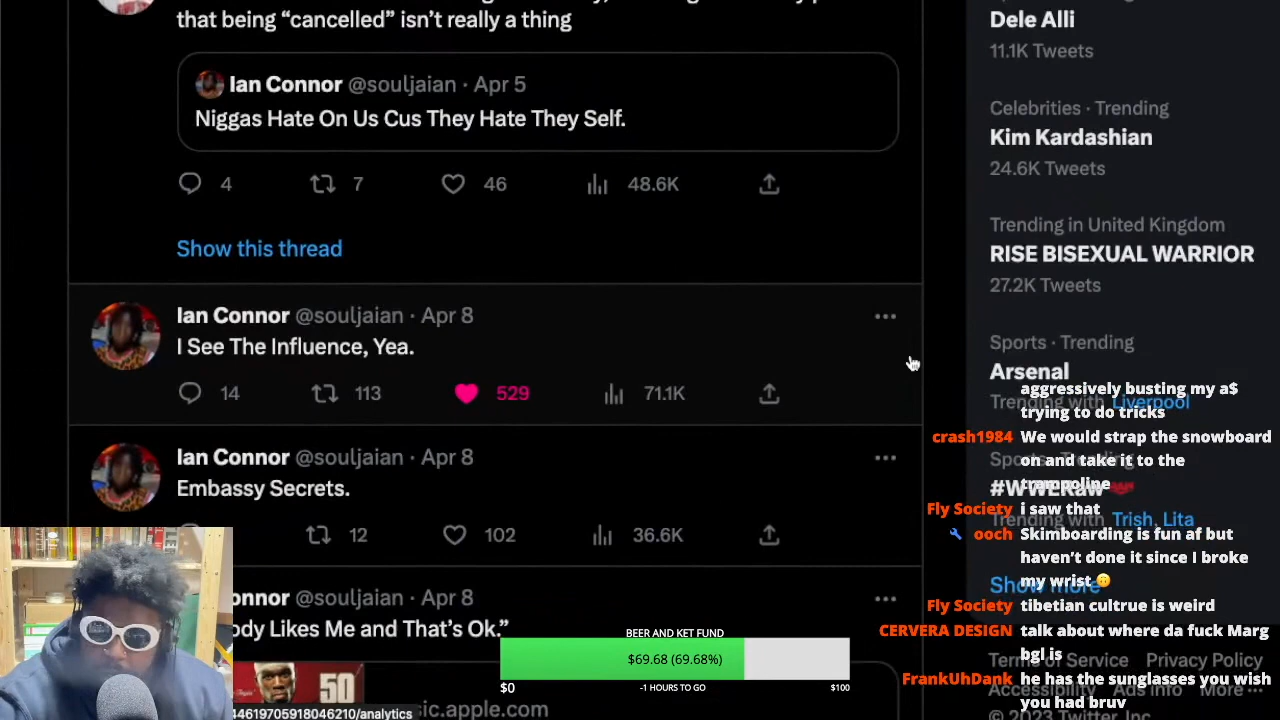 that being “cancelled” isn’t really a thing
Ian Connor @souljaian · Apr 5
Niggas Hate On Us Cus They Hate They Self.
4 7 46 48.6K
Show this thread
Ian Connor @souljaian · Apr 8
I See The Influence, Yea.
14 113 529 71.1K
Ian Connor @souljaian · Apr 8
Embassy Secrets.
12 102 36.6K
onnor @souljaian · Apr 8
ody Likes Me and That’s Ok.”
50
44619705918046210/analytics
ic.apple.com
BEER AND KET FUND
$69.68 (69.68%)
$0 -1 HOURS TO GO $100
Dele Alli
11.1K Tweets
Celebrities · Trending
Kim Kardashian
24.6K Tweets
Trending in United Kingdom
RISE BISEXUAL WARRIOR
27.2K Tweets
Sports · Trending
Arsenal
Trending with Liverpool
#WWERaw
Trending with Trish, Lita
Show more
Terms of Service Privacy Policy
Accessibility Ads info More
© 2023 Twitter, Inc.
aggressively busting my a$
trying to do tricks
crash1984 We would strap the snowboard
on and take it to the
trampoline
Fly Society i saw that
ooch Skimboarding is fun af but
haven’t done it since I broke
my wrist 🙃
Fly Society tibetian cultrue is weird
CERVERA DESIGN talk about where da fuck Marg
bgl is
FrankUhDank he has the sunglasses you wish
you had bruv